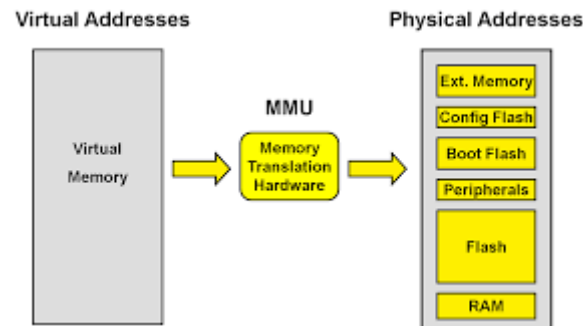 Virtual Addresses
Physical Addresses
Virtual
Memory
MMU
Memory
Translation
Hardware
Ext. Memory
Config Flash
Boot Flash
Peripherals
Flash
RAM